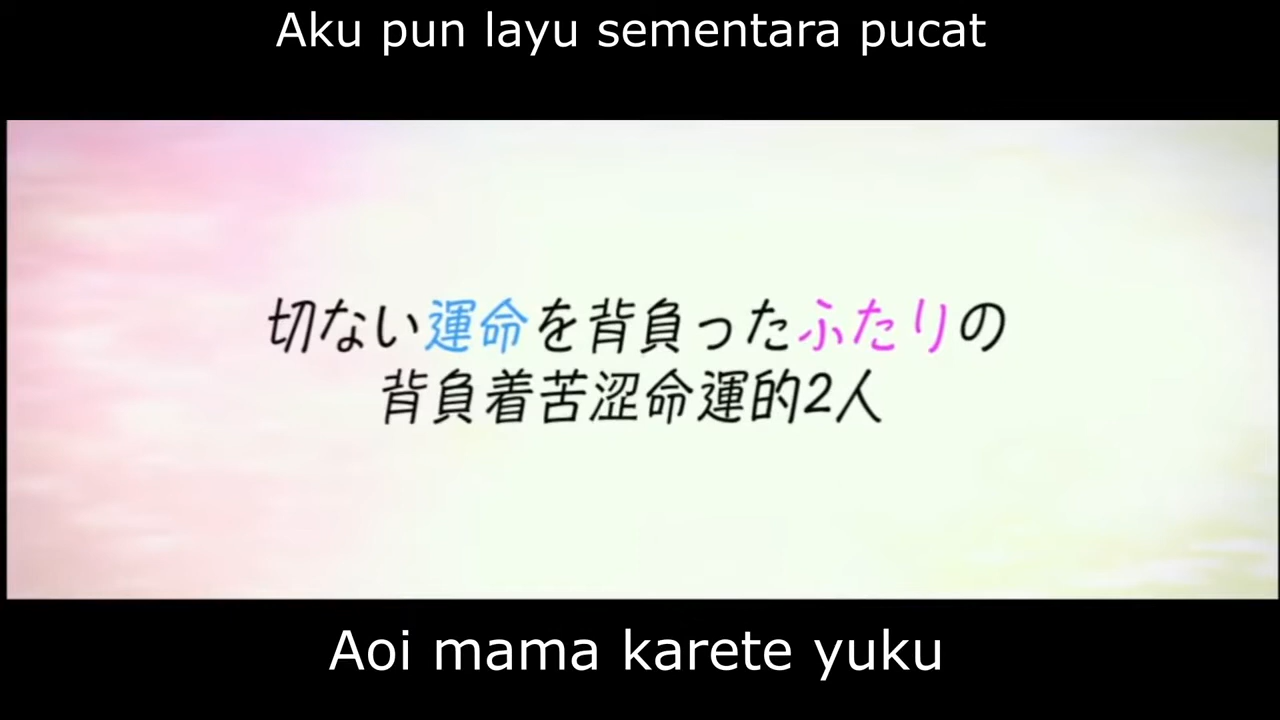 Aku pun layu sementara pucat
切ない運命を背負ったふたりの
背負着苦涩命運的2人
Aoi mama karete yuku